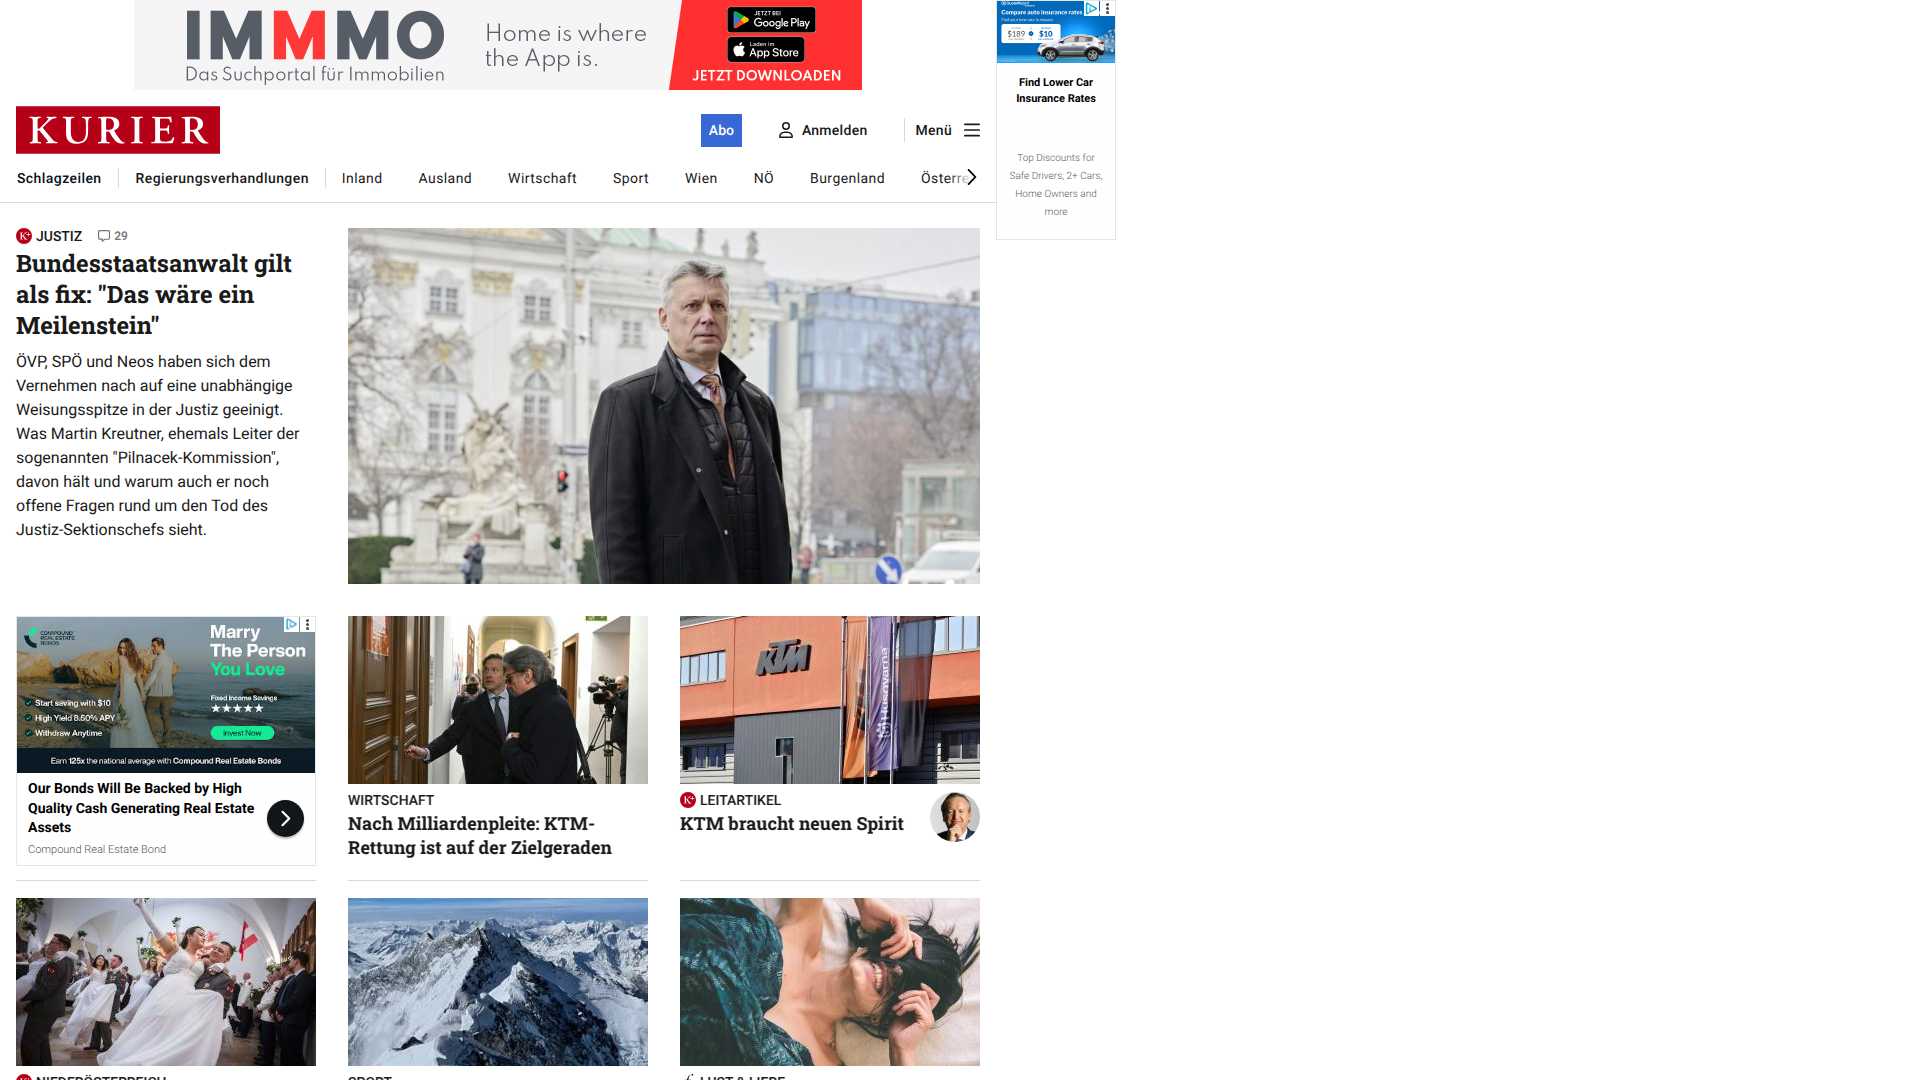 IMMMO
Das Suchportal für Immobilien
Home is where
the App is.
JETZT BEI
Google Play
Laden im
App Store
JETZT DOWNLOADEN
Compare auto insurance rates
$189
$10
Find Lower Car
Insurance Rates
Top Discounts for
Safe Drivers, 2+ Cars,
Home Owners and
more
KURIER
Abo
Anmelden
Menü
Schlagzeilen
Regierungsverhandlungen
Inland
Ausland
Wirtschaft
Sport
Wien
NÖ
Burgenland
Österre
K+ JUSTIZ 29
Bundesstaatsanwalt gilt
als fix: "Das wäre ein
Meilenstein"
ÖVP, SPÖ und Neos haben sich dem
Vernehmen nach auf eine unabhängige
Weisungsspitze in der Justiz geeinigt.
Was Martin Kreutner, ehemals Leiter der
sogenannten "Pilnacek-Kommission",
davon hält und warum auch er noch
offene Fragen rund um den Tod des
Justiz-Sektionschefs sieht.
COMPOUND
REAL ESTATE
BONDS
Marry
The Person
You Love
Start saving with $10
High Yield 8.50% APY
Withdraw Anytime
Fixed Income Savings
Invest Now
Earn 125x the national average with Compound Real Estate Bonds
Our Bonds Will Be Backed by High
Quality Cash Generating Real Estate
Assets
Compound Real Estate Bond
WIRTSCHAFT
Nach Milliardenpleite: KTM-
Rettung ist auf der Zielgeraden
KTM
Husqvarna
K+ LEITARTIKEL
KTM braucht neuen Spirit
NIEDERÖSTERREICH
SPORT
LUST & LIEBE